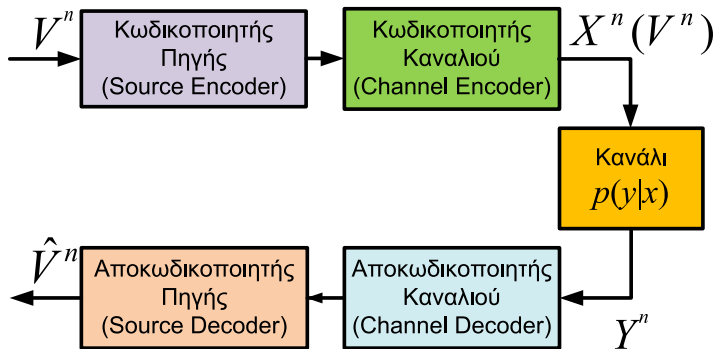 V^n
Κωδικοποιητής
Πηγής
(Source Encoder)
Κωδικοποιητής
Καναλιού
(Channel Encoder)
X^n(V^n)
Κανάλι
p(y|x)
Y^n
Αποκωδικοποιητής
Καναλιού
(Channel Decoder)
Αποκωδικοποιητής
Πηγής
(Source Decoder)
V̂^n